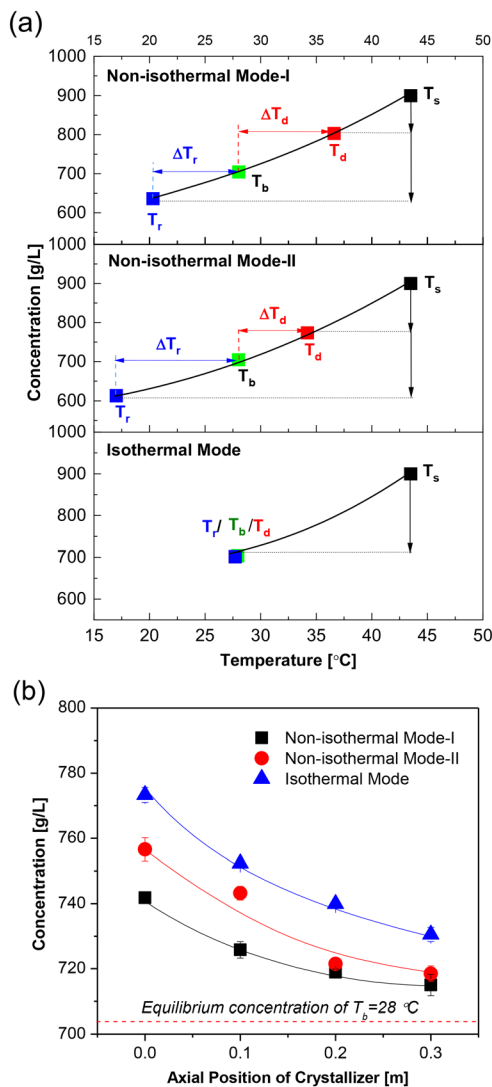 (a)
15 20 25 30 35 40 45 50
1000
Non-isothermal Mode-I
900
800
700
600
ΔTd
Ts
ΔTr
Td
Tb
Tr
1000
Non-isothermal Mode-II
900
800
700
600
Ts
ΔTd
ΔTr
Td
Tb
Tr
1000
Isothermal Mode
900
800
700
600
Ts
Tr/ Tb/Td
Concentration [g/L]
15 20 25 30 35 40 45 50
Temperature [°C]
(b)
800
780
760
740
720
700
Concentration [g/L]
Non-isothermal Mode-I
Non-isothermal Mode-II
Isothermal Mode
Equilibrium concentration of Tb=28 °C
0.0 0.1 0.2 0.3
Axial Position of Crystallizer [m]